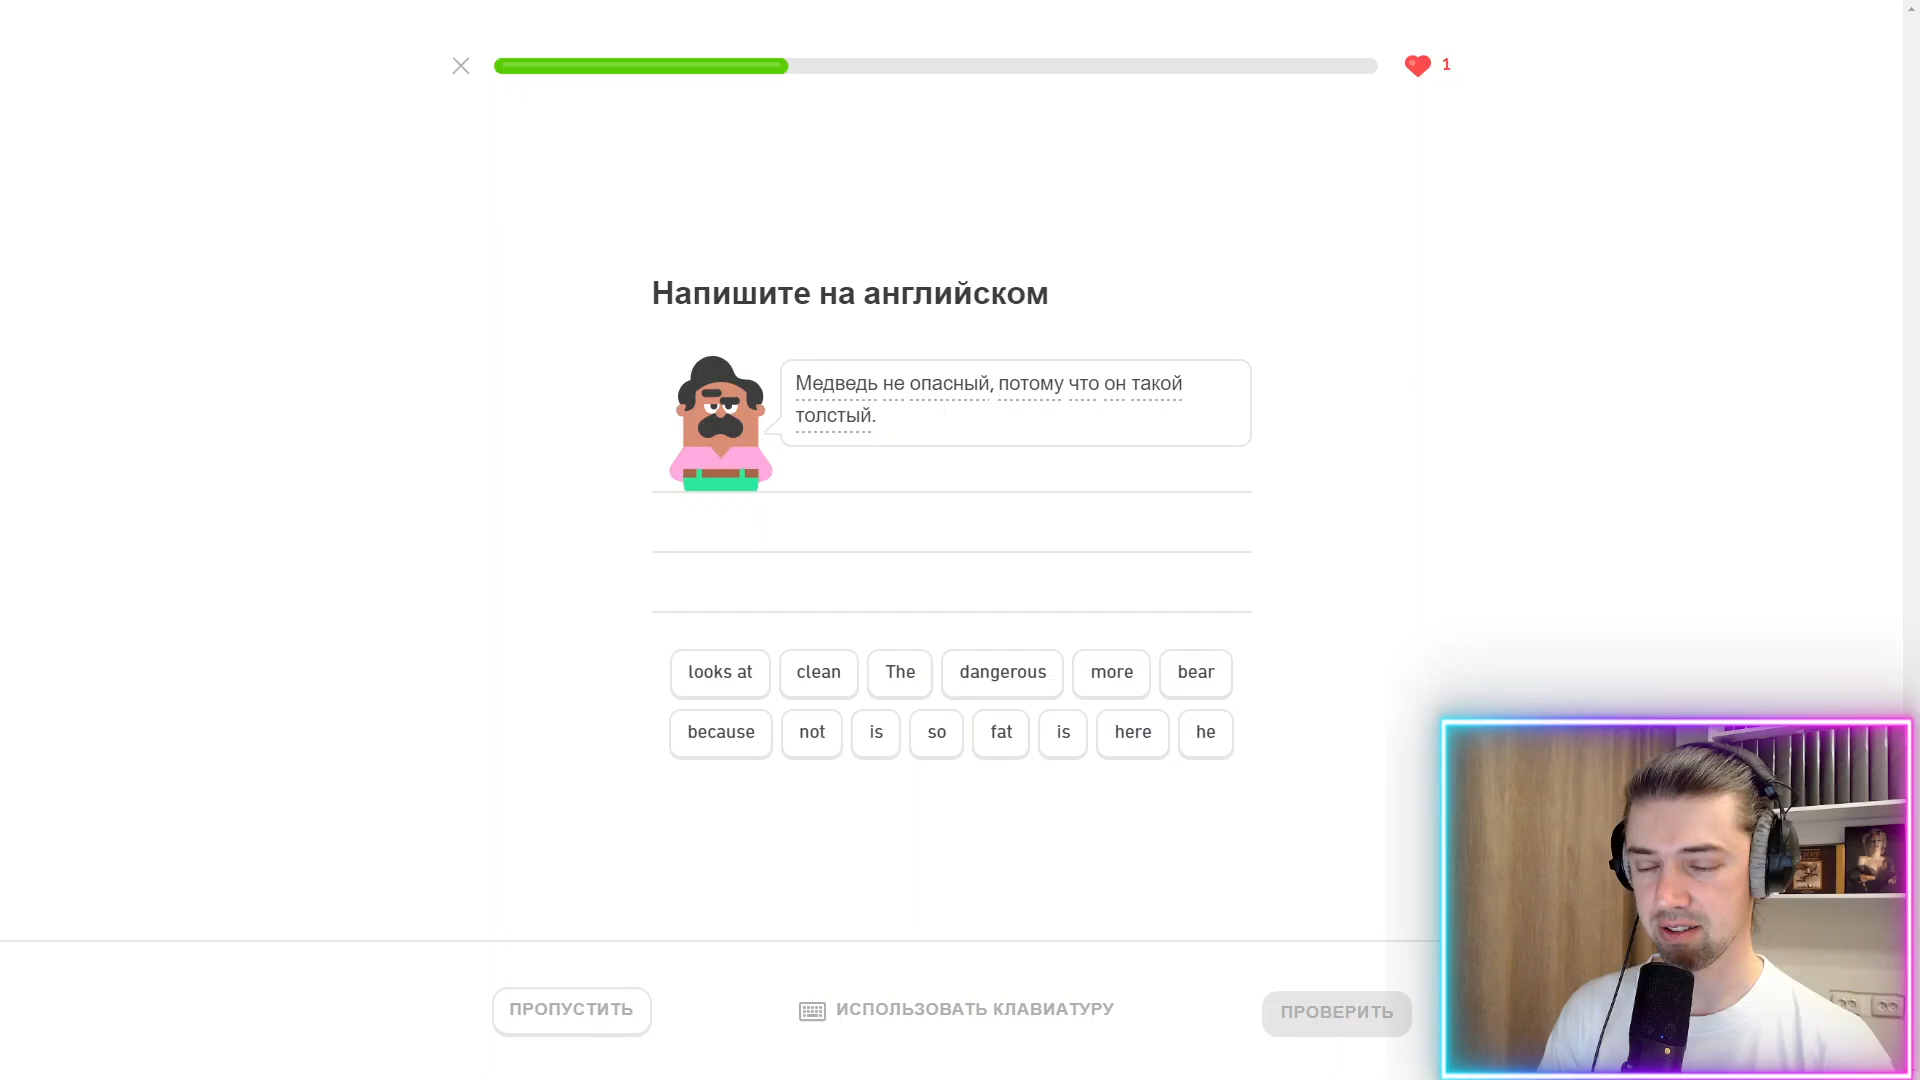 1
Напишите на английском
Медведь не опасный, потому что он такой
толстый.
looks at clean The dangerous more bear
because not is so fat is here he
ПРОПУСТИТЬ ИСПОЛЬЗОВАТЬ КЛАВИАТУРУ ПРОВЕРИТЬ